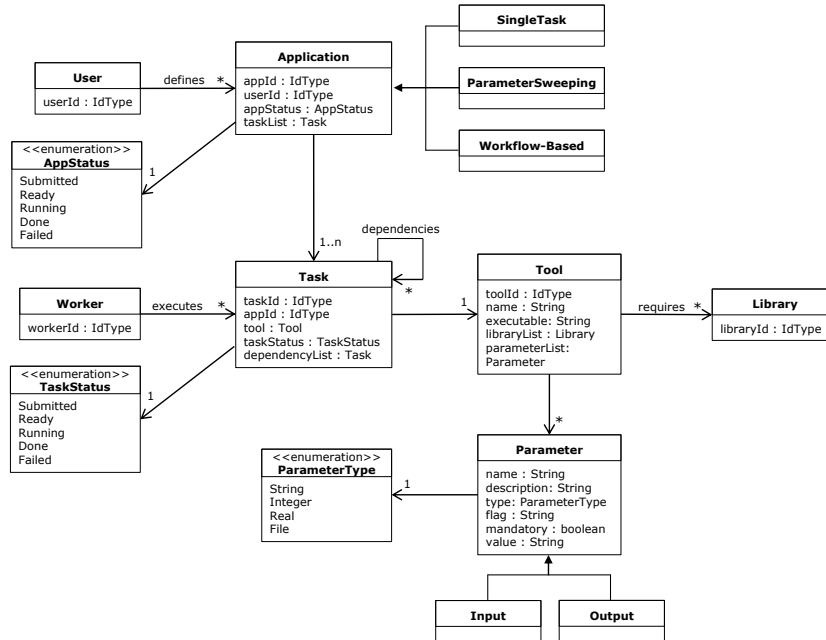 SingleTask
Application
appId : IdType
userId : IdType
appStatus : AppStatus
taskList : Task
User
userId : IdType
defines *
ParameterSweeping
Workflow-Based
<<enumeration>>
AppStatus
Submitted
Ready
Running
Done
Failed
1
1..n
dependencies
*
Task
taskId : IdType
appId : IdType
tool : Tool
taskStatus : TaskStatus
dependencyList : Task
Worker
workerId : IdType
executes *
1
Tool
toolId : IdType
name : String
executable: String
libraryList : Library
parameterList:
Parameter
requires *
Library
libraryId : IdType
<<enumeration>>
TaskStatus
Submitted
Ready
Running
Done
Failed
1
*
<<enumeration>>
ParameterType
String
Integer
Real
File
1
Parameter
name : String
description: String
type: ParameterType
flag : String
mandatory : boolean
value : String
Input
Output